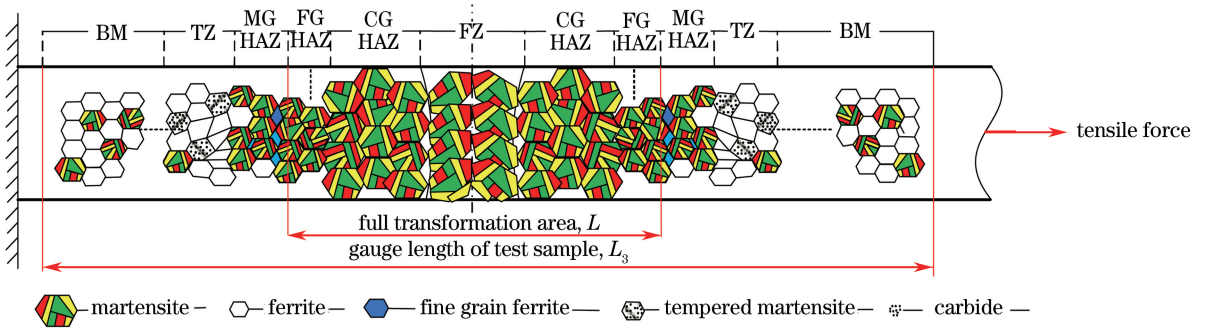 BM TZ MG HAZ FG HAZ CG HAZ FZ CG HAZ FG HAZ MG HAZ TZ BM
tensile force
full transformation area, L
gauge length of test sample, L₃
martensite – ferrite – fine grain ferrite – tempered martensite – carbide –